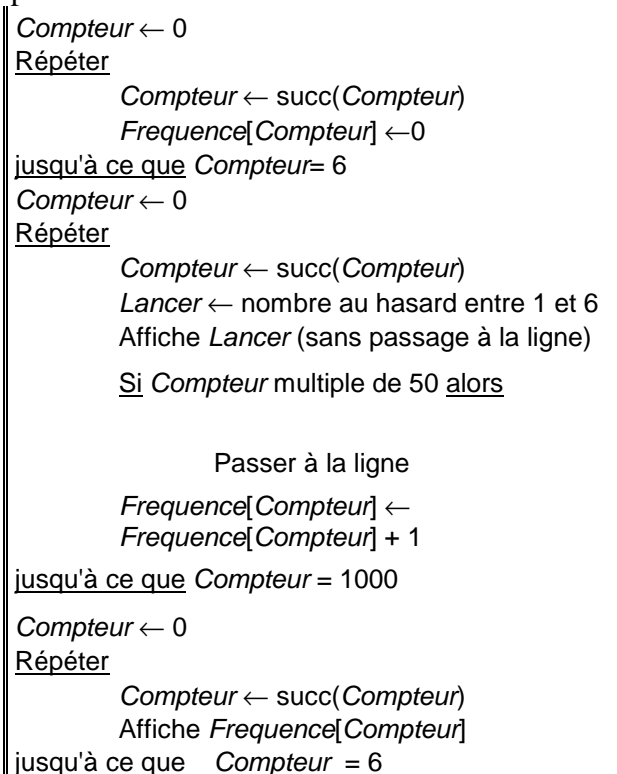 Compteur ← 0
Répéter
Compteur ← succ(Compteur)
Frequence[Compteur] ←0
jusqu'à ce que Compteur= 6
Compteur ← 0
Répéter
Compteur ← succ(Compteur)
Lancer ← nombre au hasard entre 1 et 6
Affiche Lancer (sans passage à la ligne)
Si Compteur multiple de 50 alors
Passer à la ligne
Frequence[Compteur] ←
Frequence[Compteur] + 1
jusqu'à ce que Compteur = 1000
Compteur ← 0
Répéter
Compteur ← succ(Compteur)
Affiche Frequence[Compteur]
jusqu'à ce que Compteur = 6